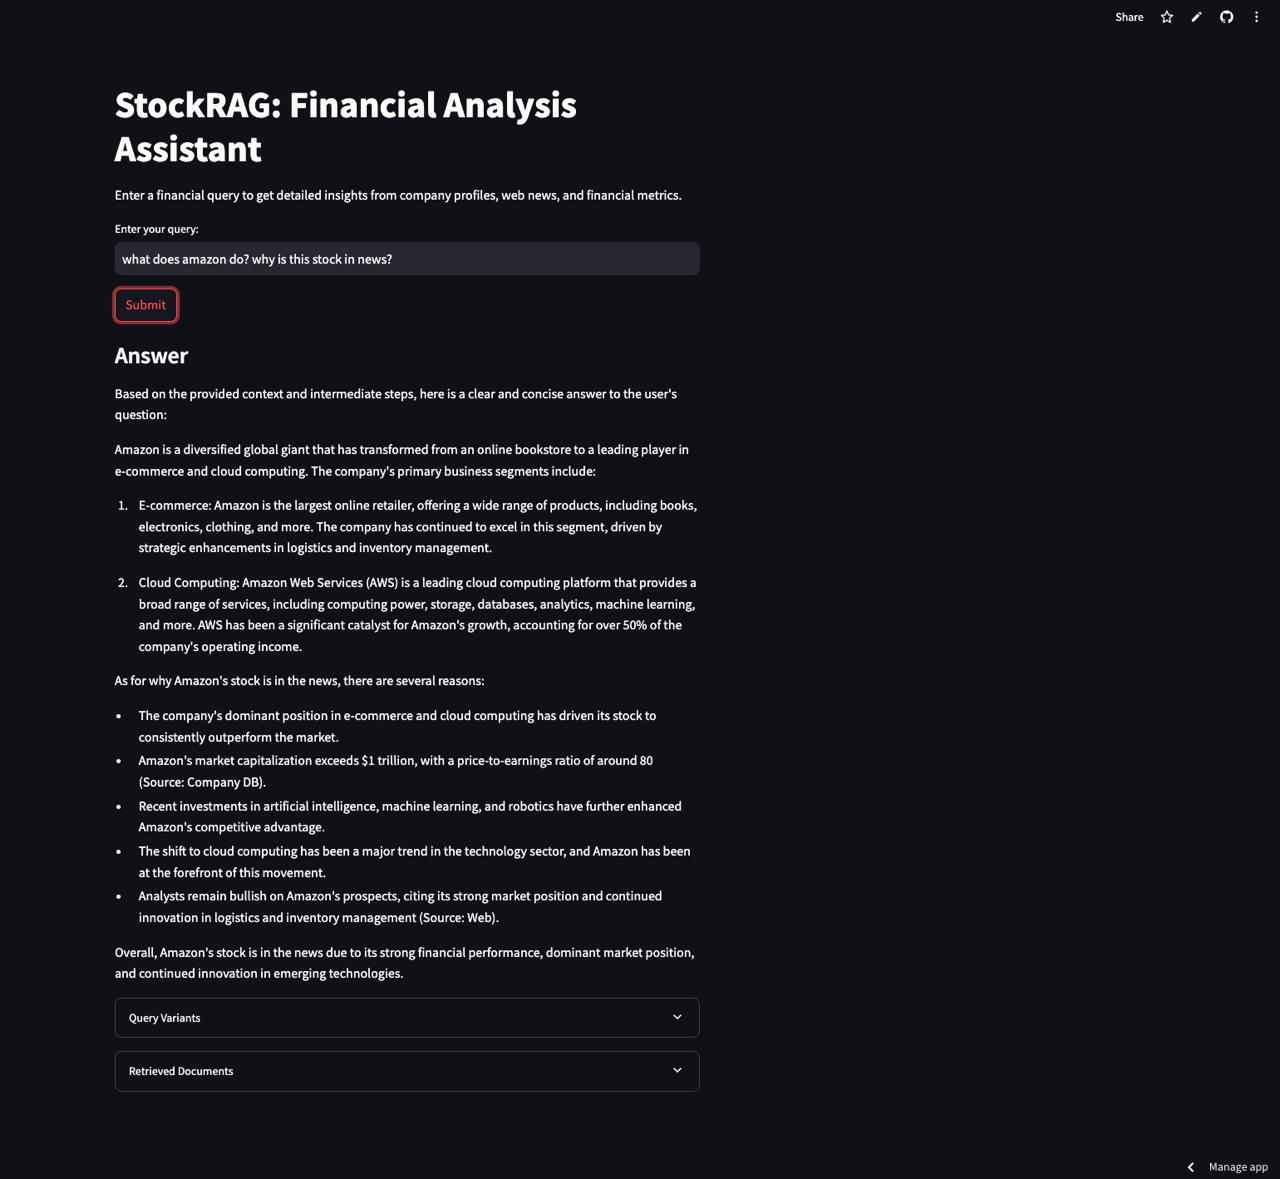 Share
StockRAG: Financial Analysis
Assistant
Enter a financial query to get detailed insights from company profiles, web news, and financial metrics.
Enter your query:
what does amazon do? why is this stock in news?
Submit
Answer
Based on the provided context and intermediate steps, here is a clear and concise answer to the user's
question:
Amazon is a diversified global giant that has transformed from an online bookstore to a leading player in
e-commerce and cloud computing. The company's primary business segments include:
1. E-commerce: Amazon is the largest online retailer, offering a wide range of products, including books,
electronics, clothing, and more. The company has continued to excel in this segment, driven by
strategic enhancements in logistics and inventory management.
2. Cloud Computing: Amazon Web Services (AWS) is a leading cloud computing platform that provides a
broad range of services, including computing power, storage, databases, analytics, machine learning,
and more. AWS has been a significant catalyst for Amazon's growth, accounting for over 50% of the
company's operating income.
As for why Amazon's stock is in the news, there are several reasons:
• The company's dominant position in e-commerce and cloud computing has driven its stock to
consistently outperform the market.
• Amazon's market capitalization exceeds $1 trillion, with a price-to-earnings ratio of around 80
(Source: Company DB).
• Recent investments in artificial intelligence, machine learning, and robotics have further enhanced
Amazon's competitive advantage.
• The shift to cloud computing has been a major trend in the technology sector, and Amazon has been
at the forefront of this movement.
• Analysts remain bullish on Amazon's prospects, citing its strong market position and continued
innovation in logistics and inventory management (Source: Web).
Overall, Amazon's stock is in the news due to its strong financial performance, dominant market position,
and continued innovation in emerging technologies.
Query Variants
Retrieved Documents
Manage app